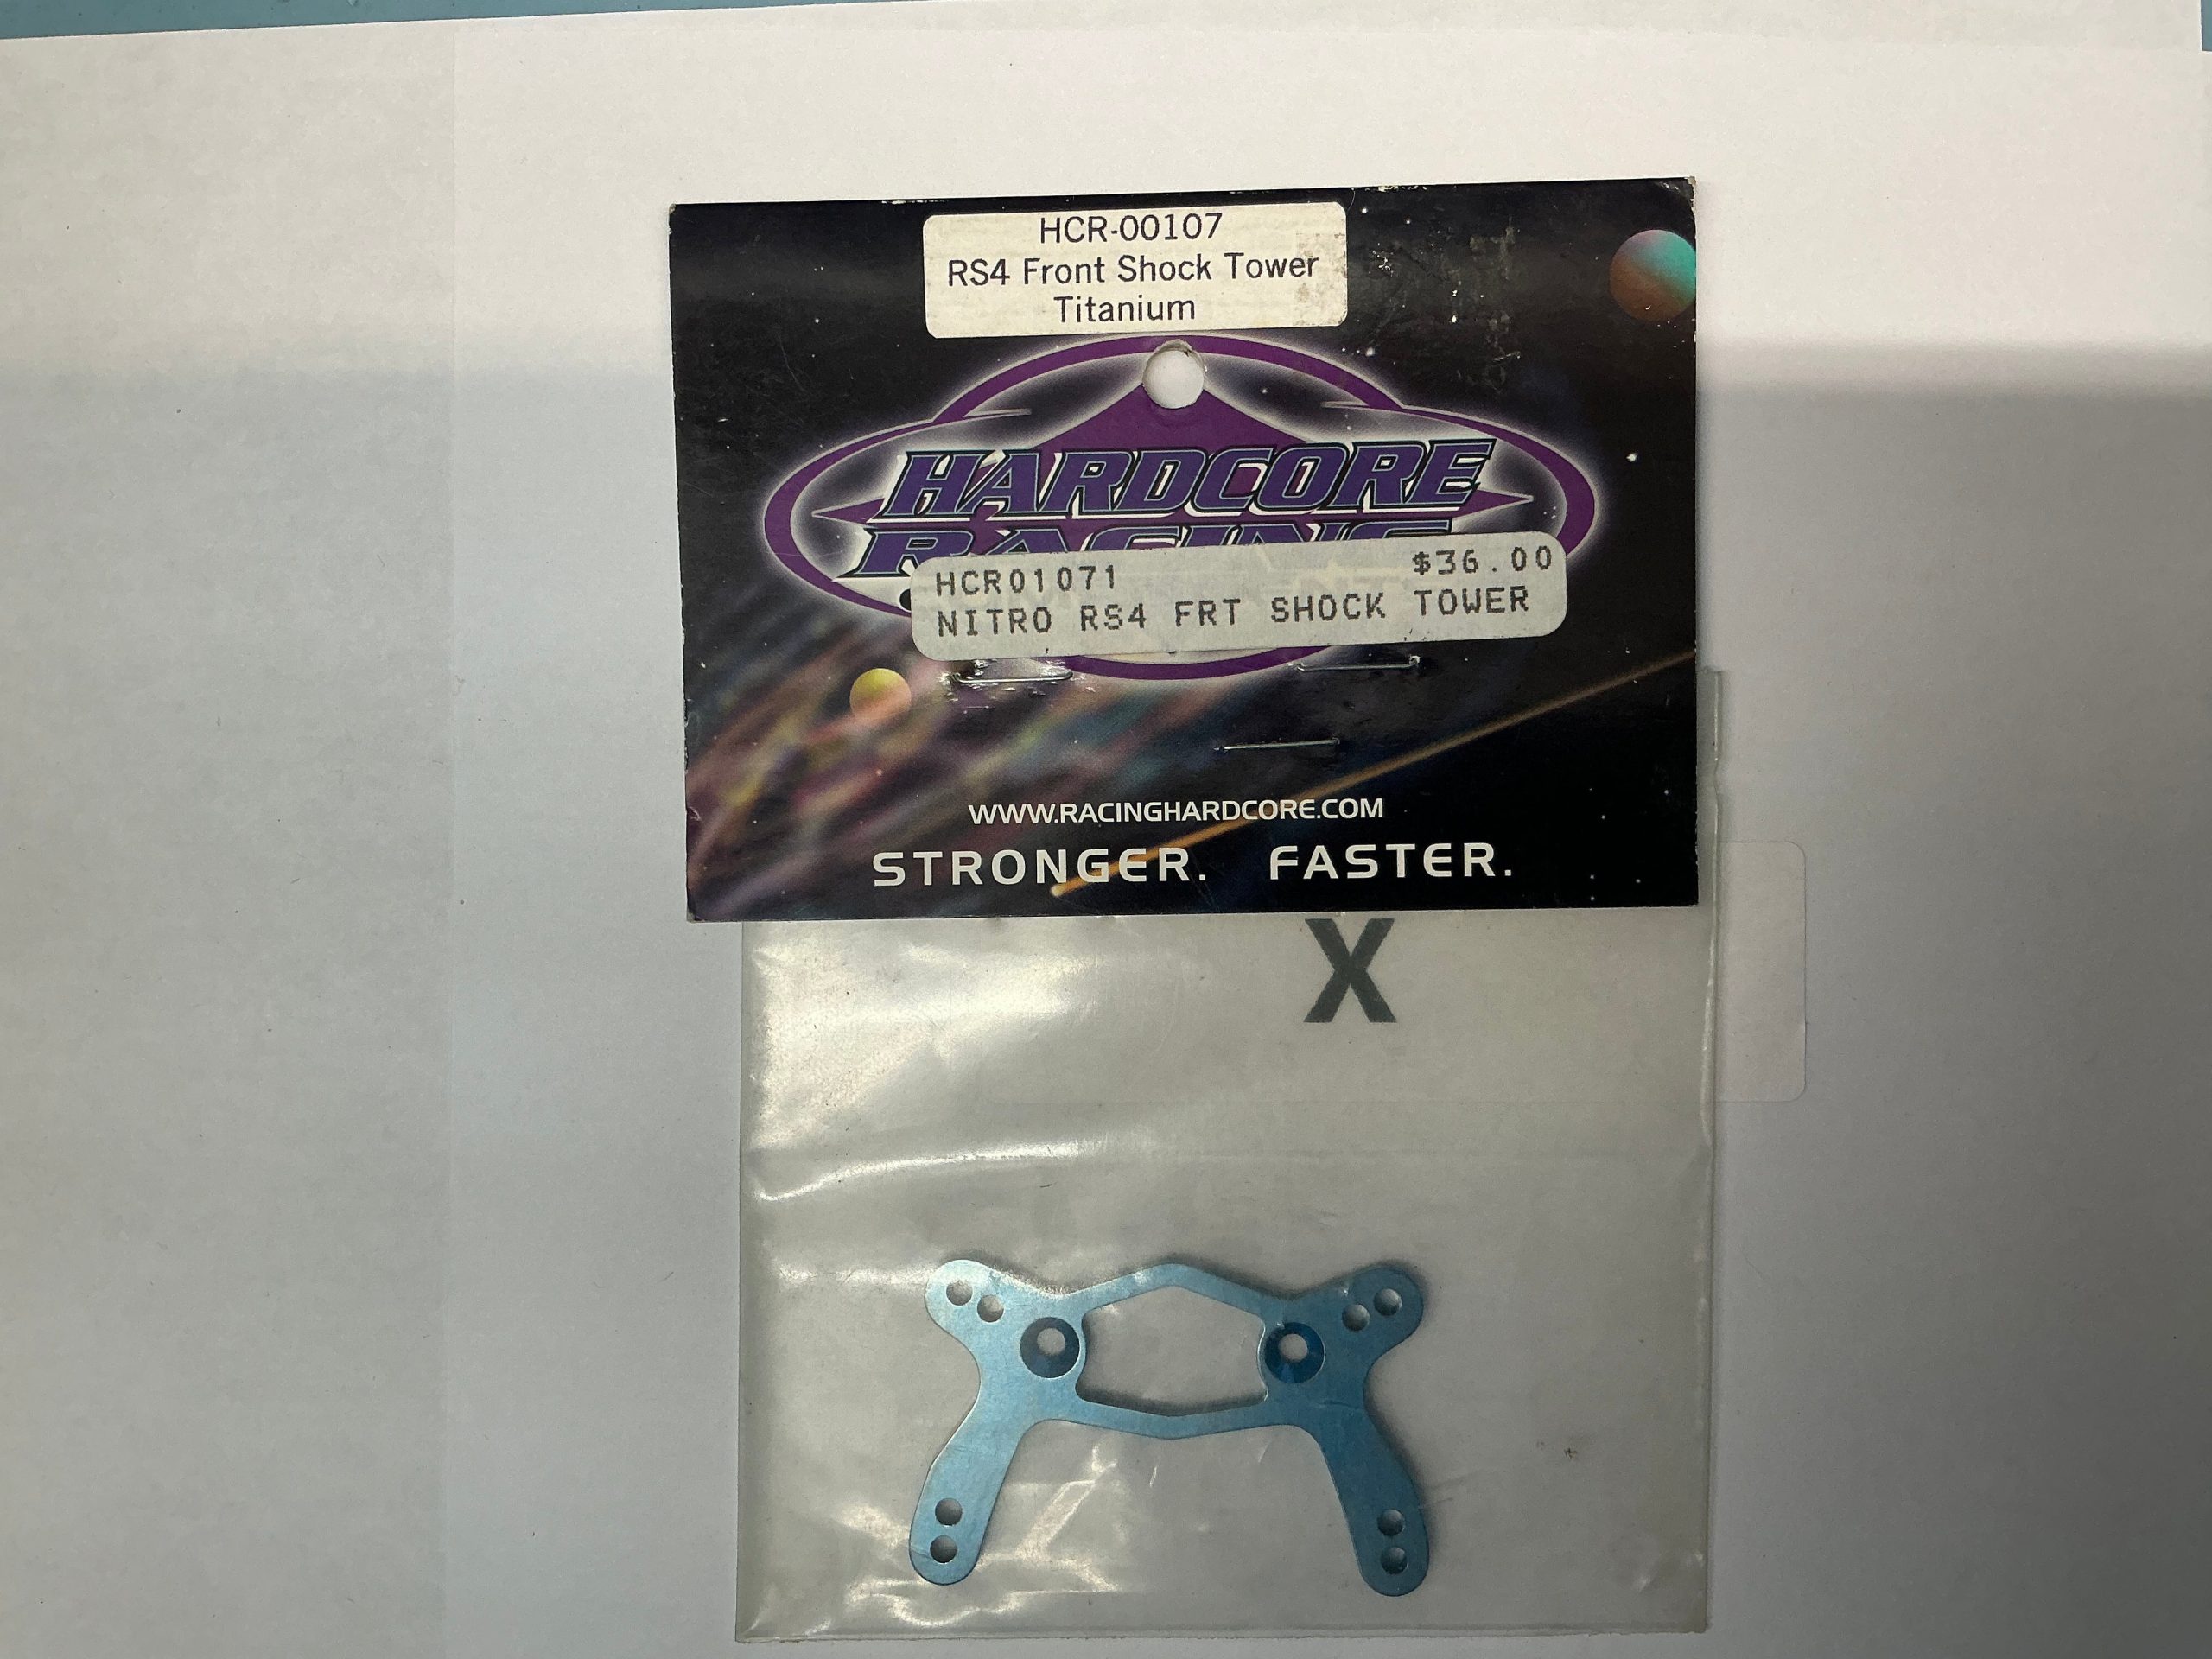 HCR-00107
RS4 Front Shock Tower
Titanium
HARDCORE
RACING
HCR01071 $36.00
NITRO RS4 FRT SHOCK TOWER
WWW.RACINGHARDCORE.COM
STRONGER. FASTER.
X